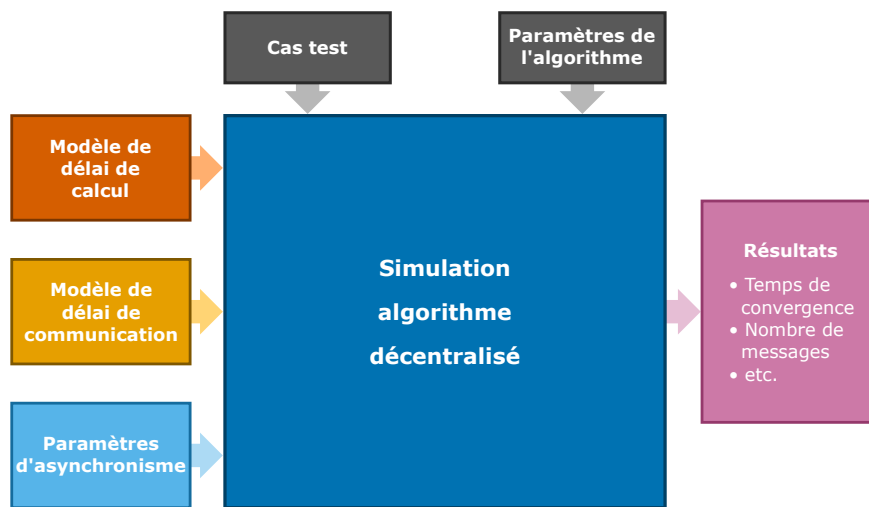 Cas test
Paramètres de
l'algorithme
Modèle de
délai de
calcul
Modèle de
délai de
communication
Paramètres
d'asynchronisme
Simulation
algorithme
décentralisé
Résultats
• Temps de
convergence
• Nombre de
messages
• etc.